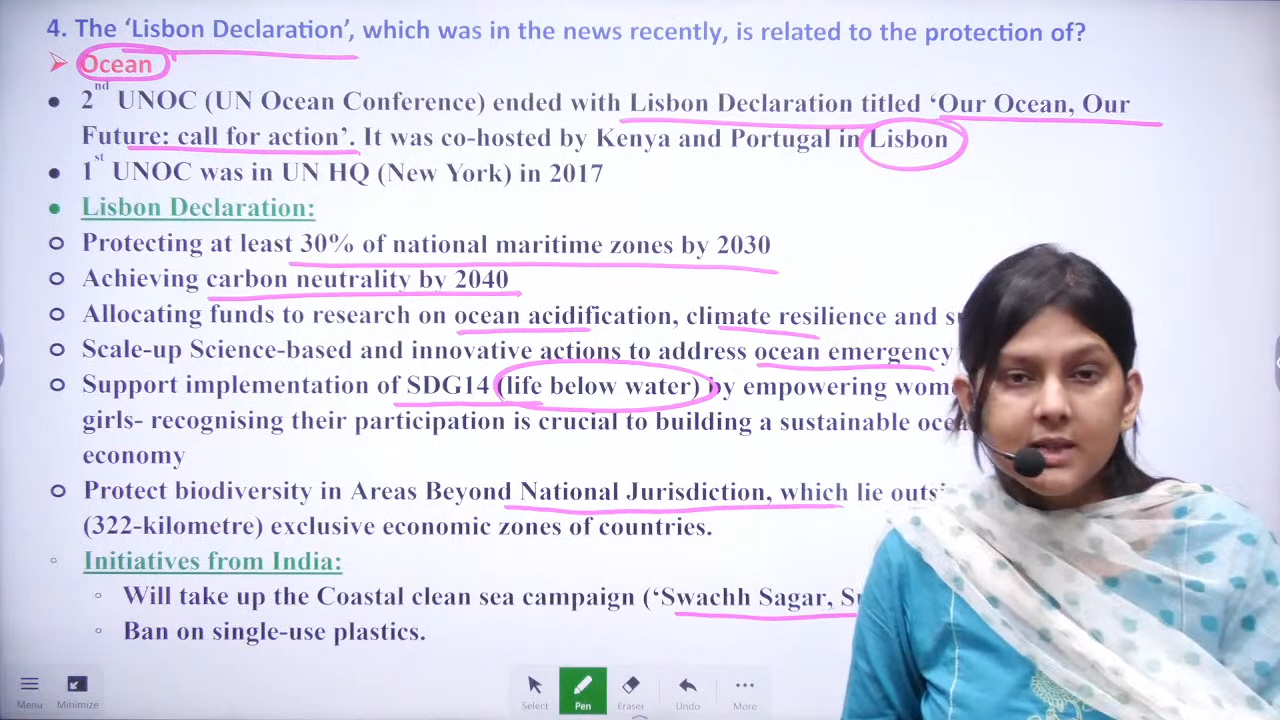 4. The ‘Lisbon Declaration’, which was in the news recently, is related to the protection of?
➢ Ocean
● 2nd UNOC (UN Ocean Conference) ended with Lisbon Declaration titled ‘Our Ocean, Our
Future: call for action’. It was co-hosted by Kenya and Portugal in Lisbon
● 1st UNOC was in UN HQ (New York) in 2017
● Lisbon Declaration:
o Protecting at least 30% of national maritime zones by 2030
o Achieving carbon neutrality by 2040
o Allocating funds to research on ocean acidification, climate resilience and
o Scale-up Science-based and innovative actions to address ocean emergency
o Support implementation of SDG14 (life below water) by empowering
girls- recognising their participation is crucial to building a sustainable
economy
o Protect biodiversity in Areas Beyond National Jurisdiction, which lie
(322-kilometre) exclusive economic zones of countries.
◦ Initiatives from India:
◦ Will take up the Coastal clean sea campaign (‘Swachh Sagar,
◦ Ban on single-use plastics.
Menu Minimize Select Pen Eraser Undo More